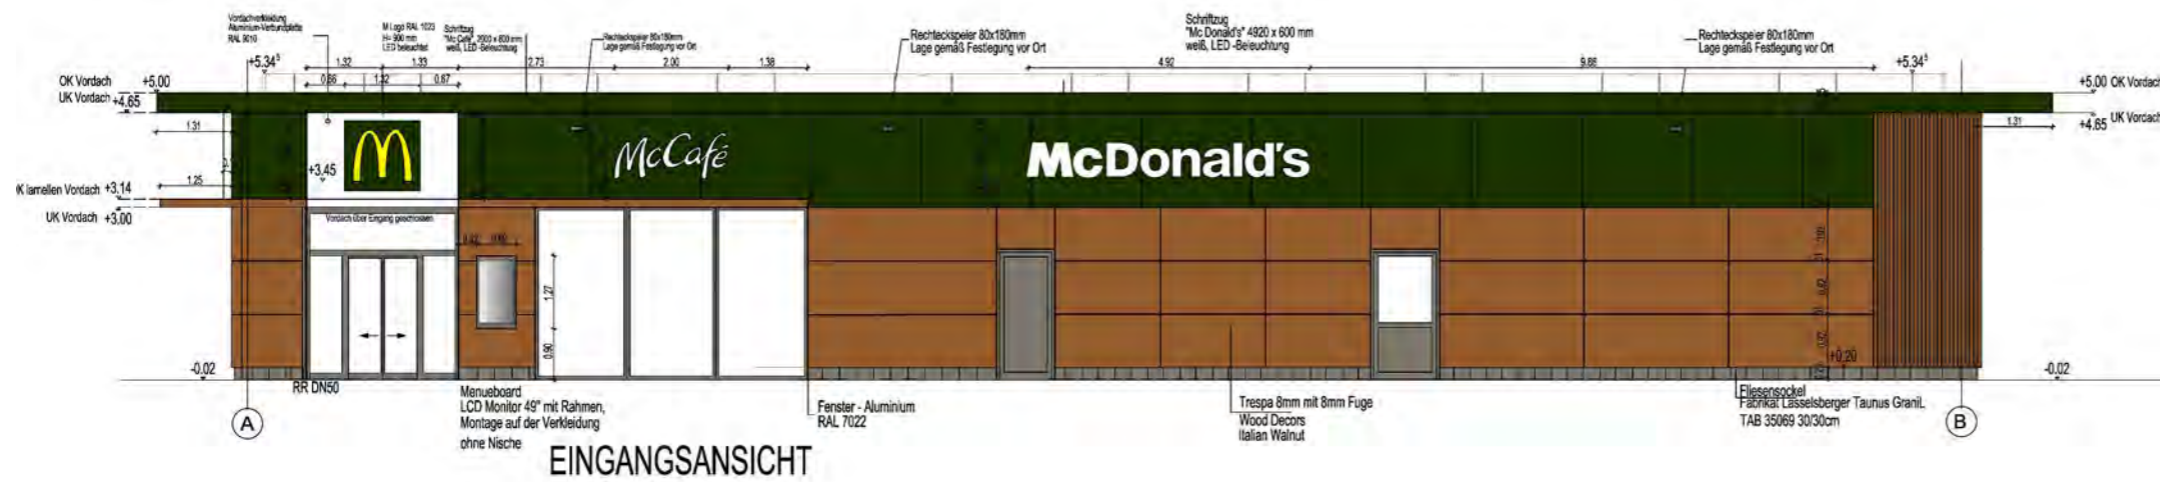 Vordachverkleidung
Aluminium-Verbundplatte
RAL 9010
M Logo RAL 1023
H= 900 mm
LED beleuchtet
Schriftzug
"Mc Cafe", 2000 x 600 mm
weiß, LED -Beleuchtung
Rechteckspeier 80x180mm
Lage gemäß Festlegung vor Ort
Rechteckspeier 80x180mm
Lage gemäß Festlegung vor Ort
Schriftzug
"Mc Donald's" 4920 x 600 mm
weiß, LED -Beleuchtung
Rechteckspeier 80x180mm
Lage gemäß Festlegung vor Ort
+5.34⁵
1.32
1.33
2.73
2.00
1.38
4.92
9.88
+5.34⁵
0.66
1.32
0.67
OK Vordach +5.00
UK Vordach +4.65
+5.00 OK Vordach
+4.65 UK Vordach
1.31
1.31
McCafé
McDonald's
+3.45
1.25
OK lamellen Vordach +3.14
UK Vordach +3.00
Vordach über Eingang geschlossen
1.27
0.90
+0.20
-0.02
-0.02
RR DN50
A
Menueboard
LCD Monitor 49" mit Rahmen,
Montage auf der Verkleidung
ohne Nische
Fenster - Aluminium
RAL 7022
Trespa 8mm mit 8mm Fuge
Wood Decors
Italian Walnut
Fliesensockel
Fabrikat Lasselsberger Taunus Granit.
TAB 35069 30/30cm
B
EINGANGSANSICHT